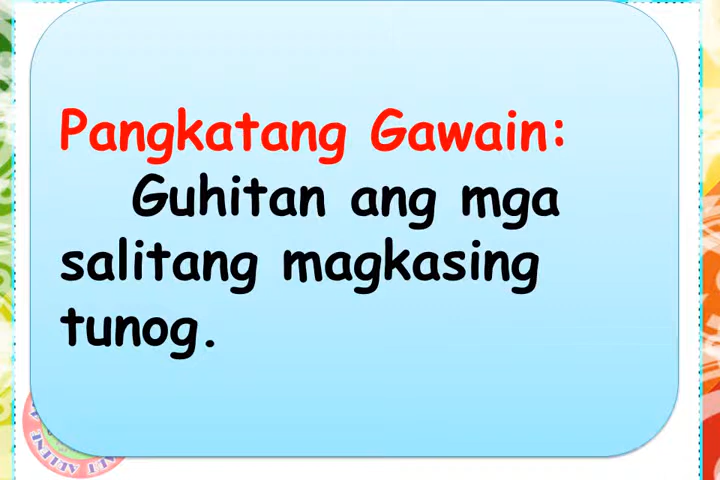 Pangkatang Gawain:
Guhitan ang mga
salitang magkasing
tunog.